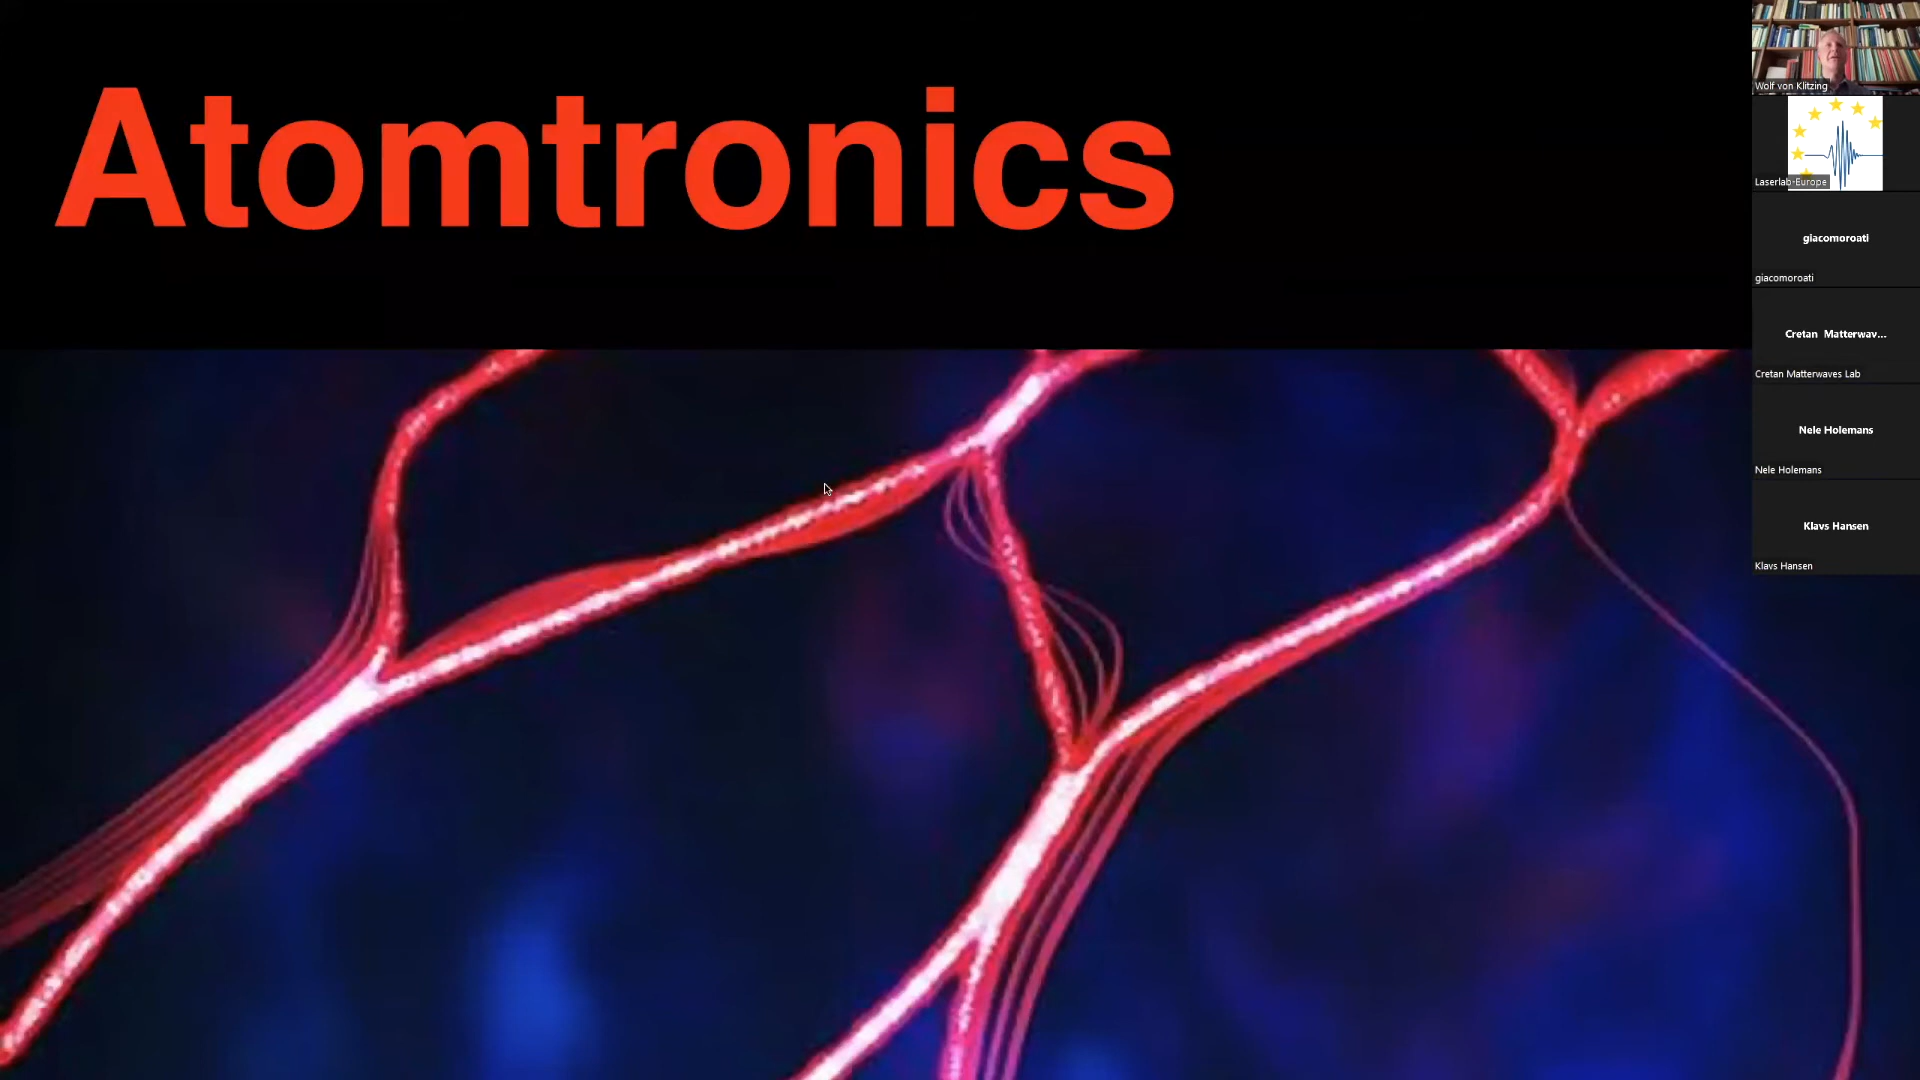 Atomtronics
Wolf von Klitzing
Laserlab-Europe
giacomoroati
giacomoroati
Cretan Matterwav...
Cretan Matterwaves Lab
Nele Holemans
Nele Holemans
Klavs Hansen
Klavs Hansen